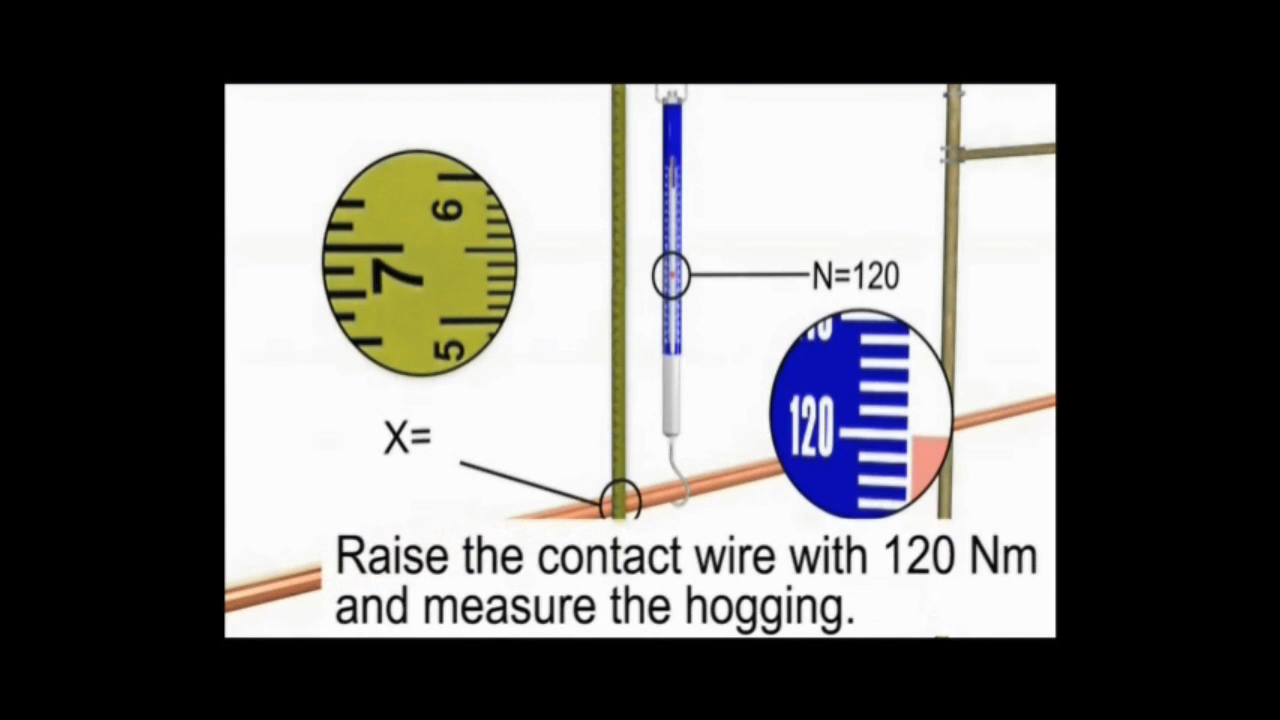 6
7
5
N=120
120
X=
Raise the contact wire with 120 Nm
and measure the hogging.